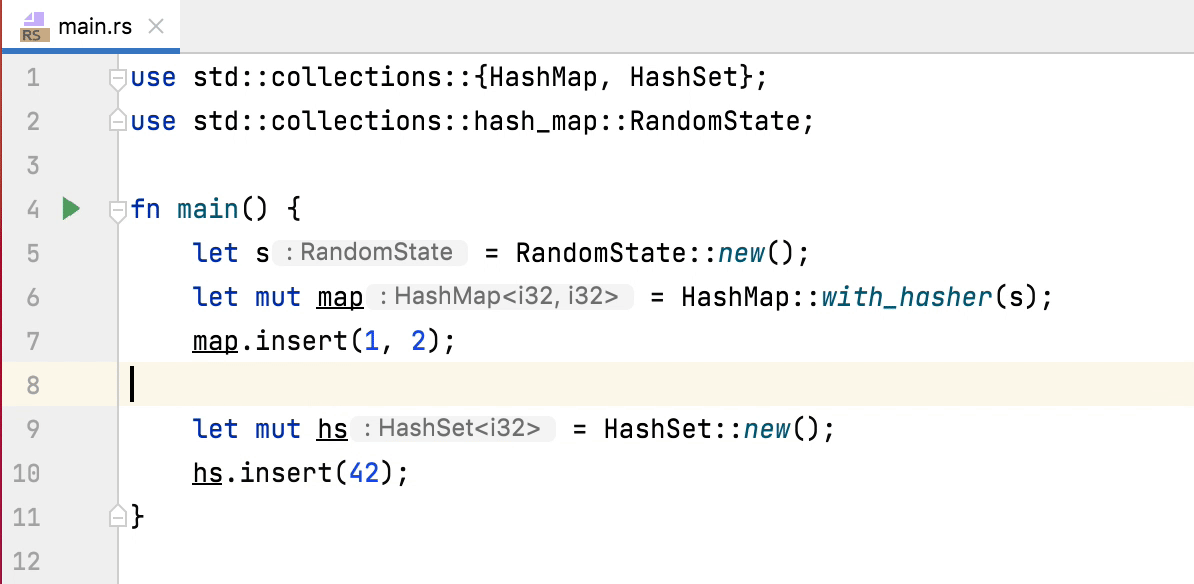 RS main.rs
1 use std::collections::{HashMap, HashSet};
2 use std::collections::hash_map::RandomState;
3
4 fn main() {
5 let s : RandomState = RandomState::new();
6 let mut map : HashMap<i32, i32> = HashMap::with_hasher(s);
7 map.insert(1, 2);
8
9 let mut hs : HashSet<i32> = HashSet::new();
10 hs.insert(42);
11 }
12